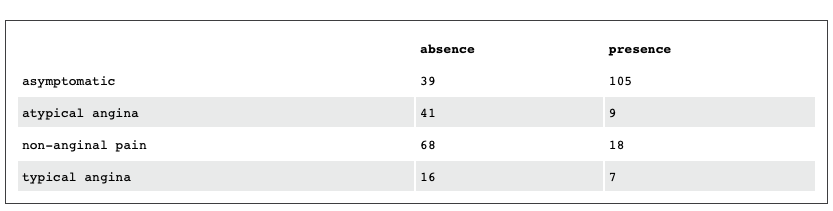 absence presence
asymptomatic 39 105
atypical angina 41 9
non-anginal pain 68 18
typical angina 16 7